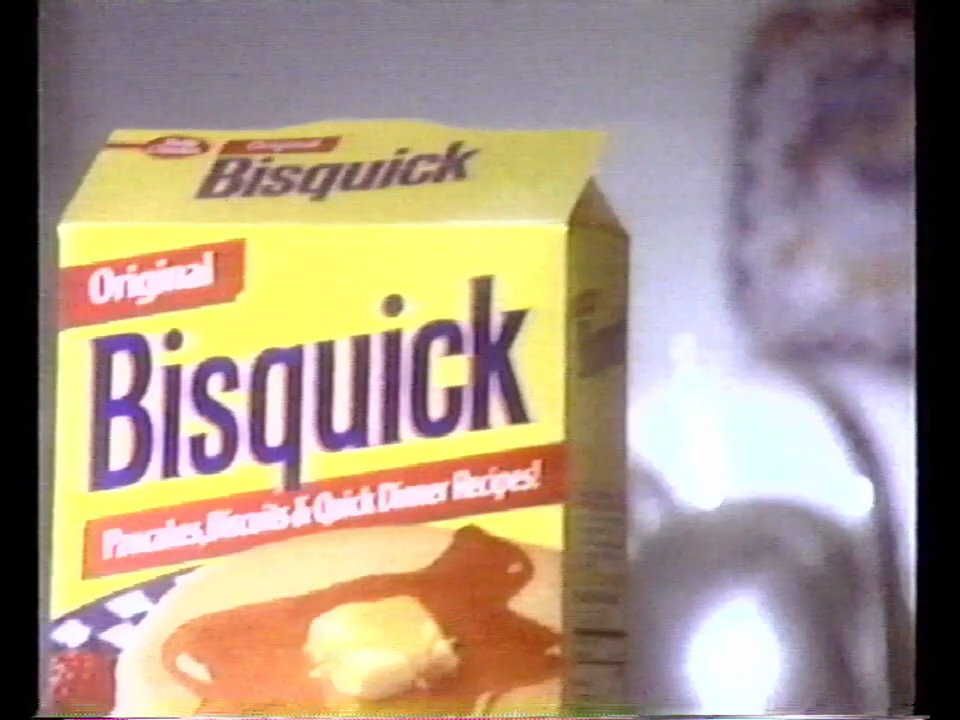 Original
Bisquick
Original
Bisquick
Pancakes, Biscuits & Quick Dinner Recipes!